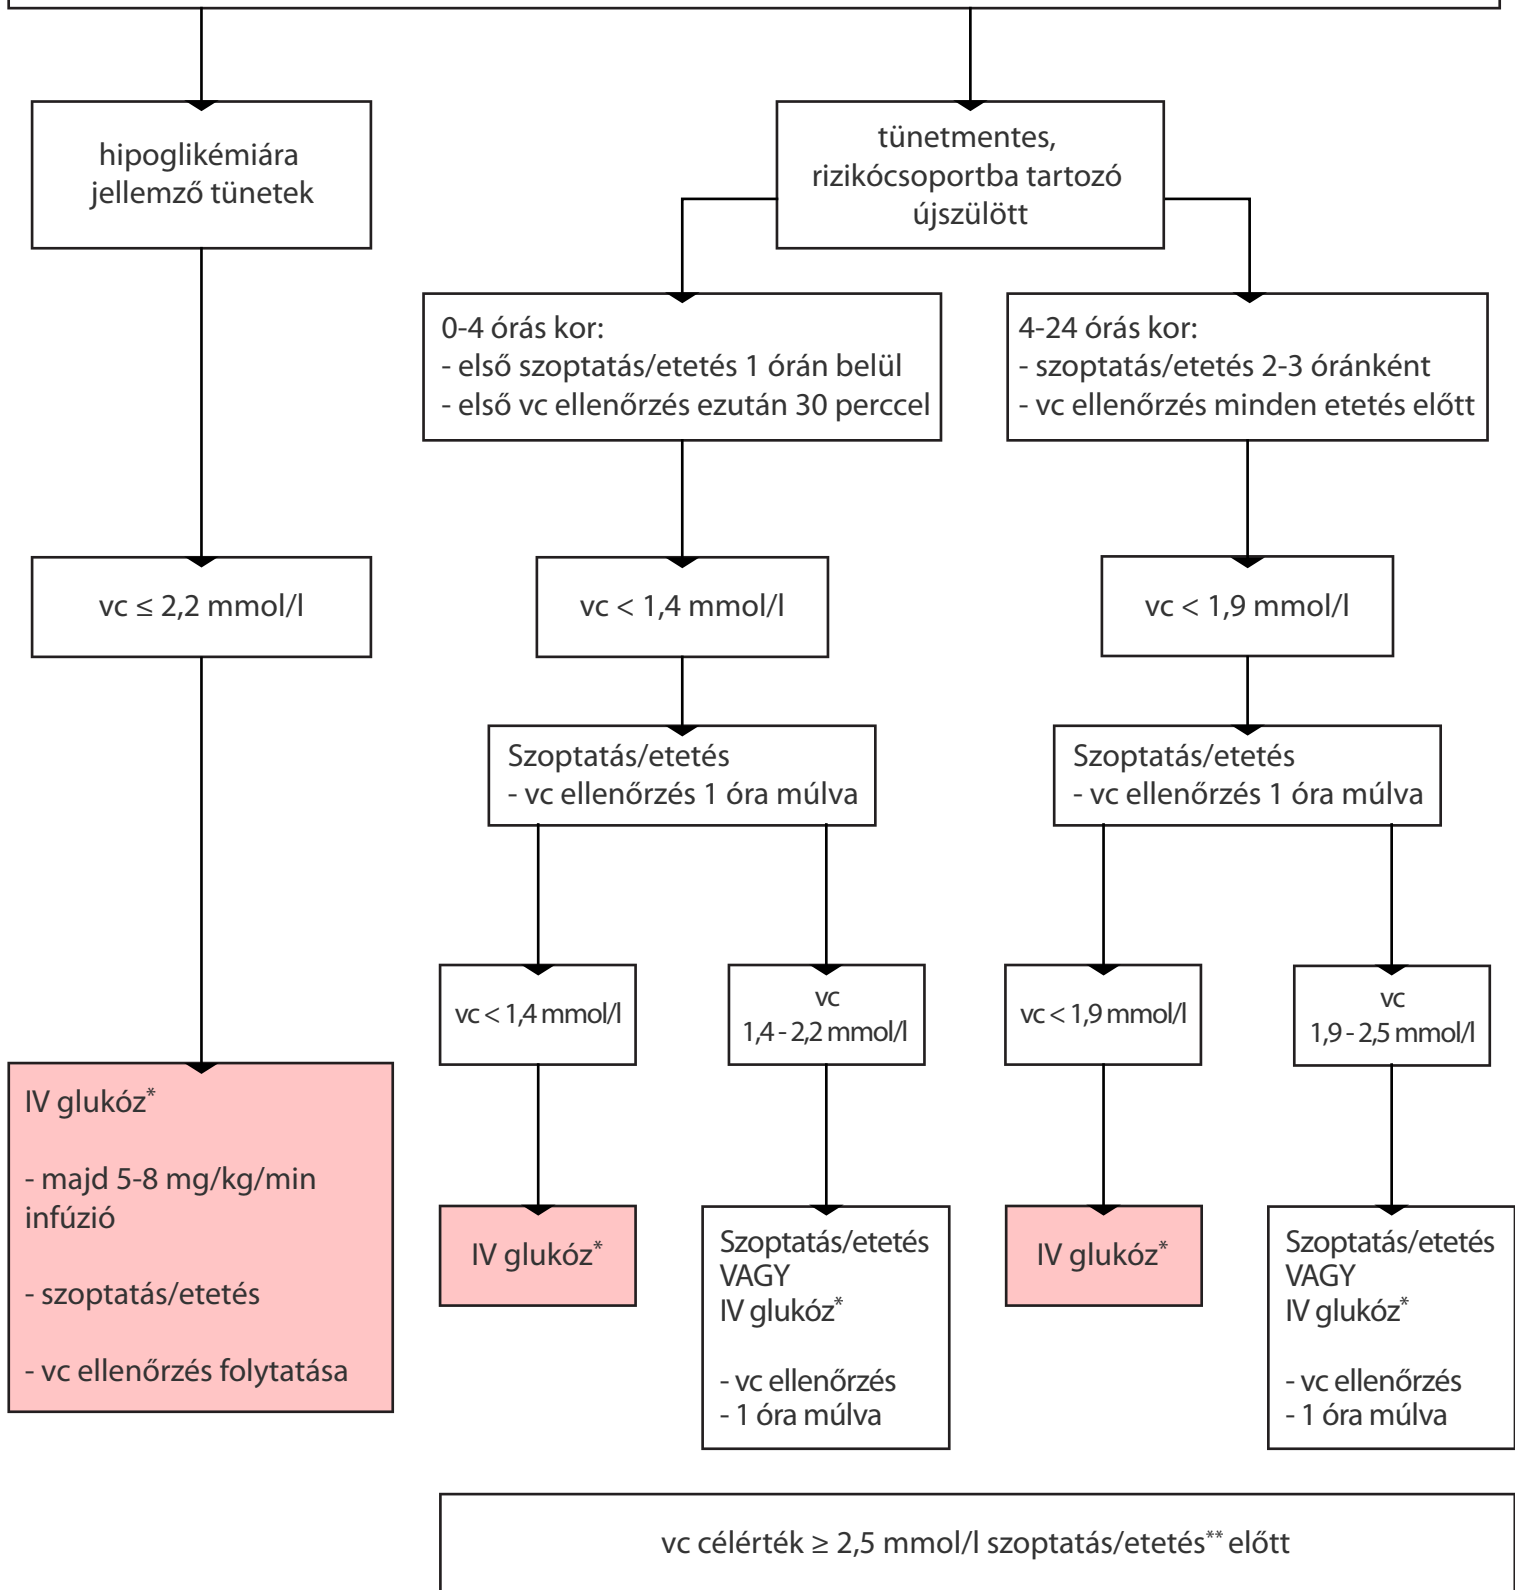 hipoglikémiára
jellemző tünetek
tünetmentes,
rizikócsoportba tartozó
újszülött
0-4 órás kor:
- első szoptatás/etetés 1 órán belül
- első vc ellenőrzés ezután 30 perccel
4-24 órás kor:
- szoptatás/etetés 2-3 óránként
- vc ellenőrzés minden etetés előtt
vc ≤ 2,2 mmol/l
vc < 1,4 mmol/l
vc < 1,9 mmol/l
Szoptatás/etetés
- vc ellenőrzés 1 óra múlva
Szoptatás/etetés
- vc ellenőrzés 1 óra múlva
vc < 1,4 mmol/l
vc
1,4 - 2,2 mmol/l
vc < 1,9 mmol/l
vc
1,9 - 2,5 mmol/l
IV glukóz*
- majd 5-8 mg/kg/min
infúzió
- szoptatás/etetés
- vc ellenőrzés folytatása
IV glukóz*
Szoptatás/etetés
VAGY
IV glukóz*
- vc ellenőrzés
- 1 óra múlva
IV glukóz*
Szoptatás/etetés
VAGY
IV glukóz*
- vc ellenőrzés
- 1 óra múlva
vc célérték ≥ 2,5 mmol/l szoptatás/etetés** előtt